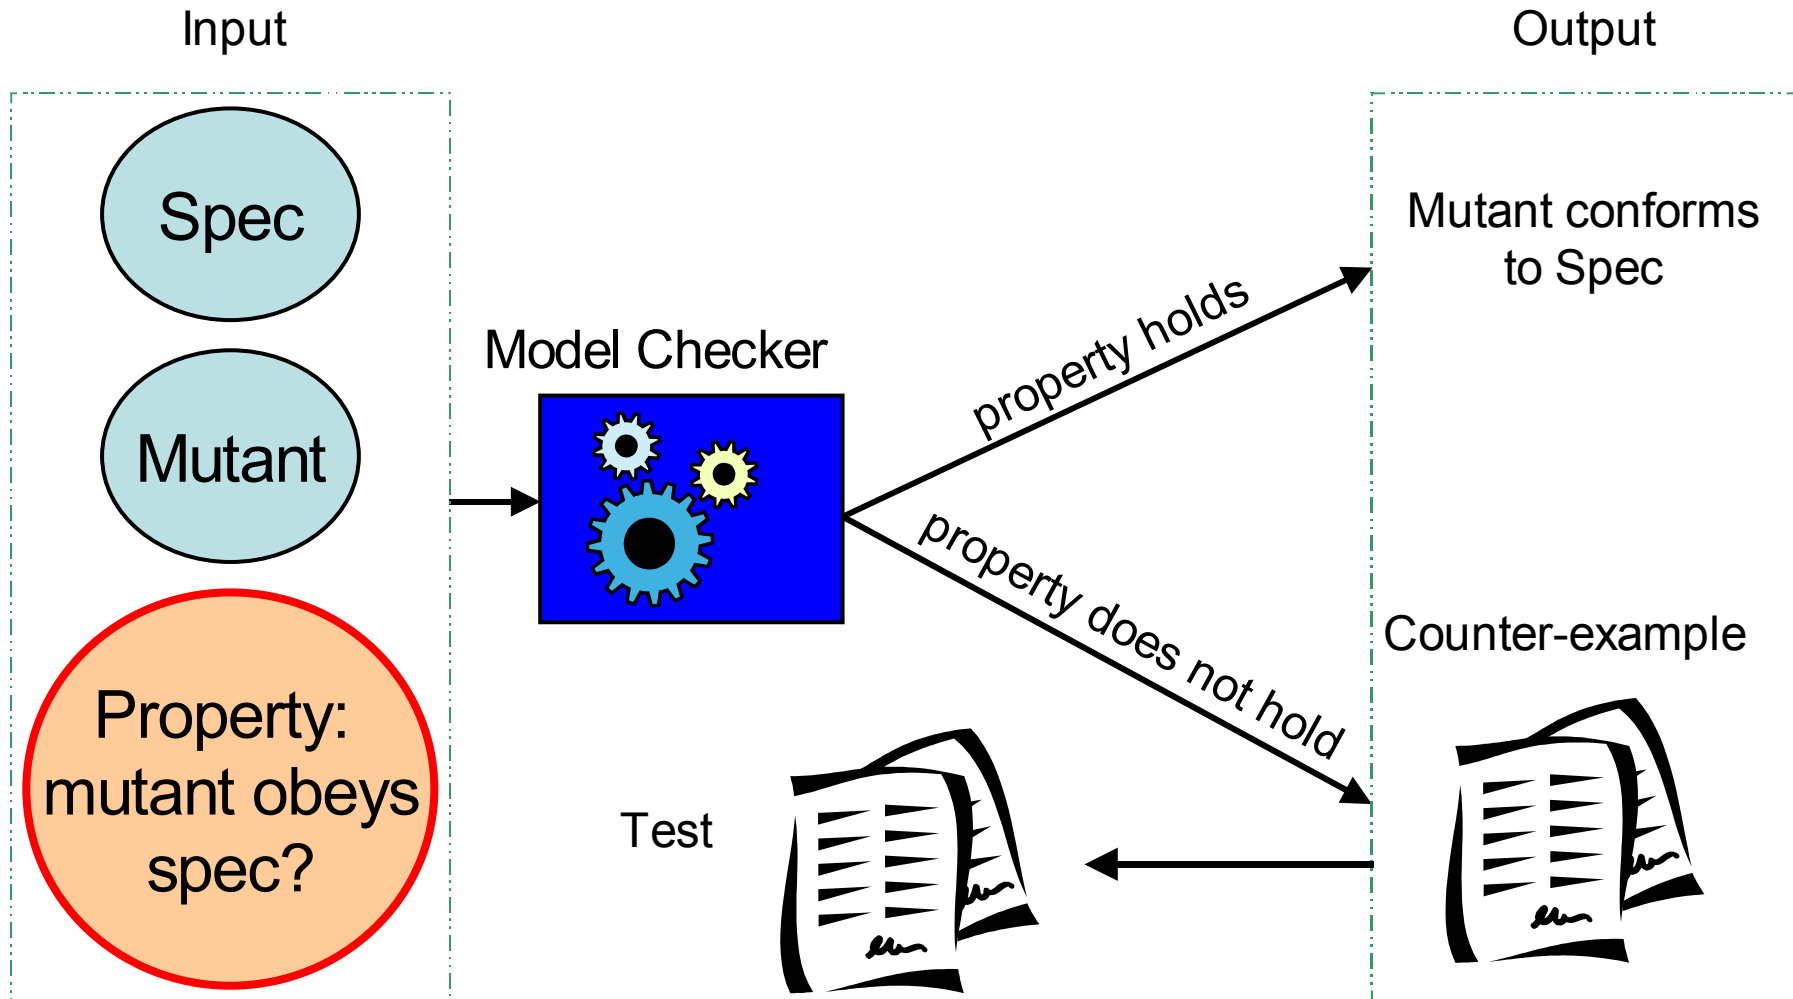 Input
Output
Spec
Mutant conforms
to Spec
property holds
Model Checker
Mutant
property does not hold
Counter-example
Property:
mutant obeys
spec?
Test